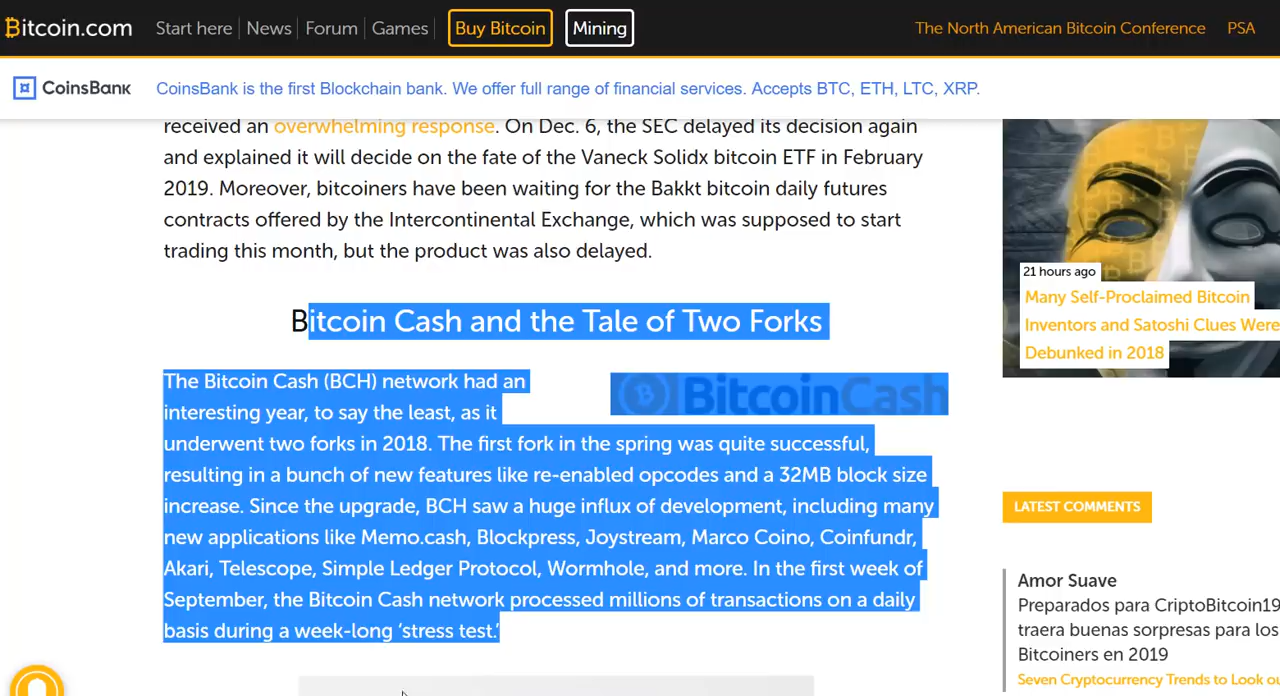 Bitcoin.com Start here News Forum Games Buy Bitcoin Mining The North American Bitcoin Conference PSA
CoinsBank CoinsBank is the first Blockchain bank. We offer full range of financial services. Accepts BTC, ETH, LTC, XRP.
received an overwhelming response. On Dec. 6, the SEC delayed its decision again
and explained it will decide on the fate of the Vaneck Solidx bitcoin ETF in February
2019. Moreover, bitcoiners have been waiting for the Bakkt bitcoin daily futures
contracts offered by the Intercontinental Exchange, which was supposed to start
trading this month, but the product was also delayed.
Bitcoin Cash and the Tale of Two Forks
The Bitcoin Cash (BCH) network had an
interesting year, to say the least, as it
underwent two forks in 2018. The first fork in the spring was quite successful,
resulting in a bunch of new features like re-enabled opcodes and a 32MB block size
increase. Since the upgrade, BCH saw a huge influx of development, including many
new applications like Memo.cash, Blockpress, Joystream, Marco Coino, Coinfundr,
Akari, Telescope, Simple Ledger Protocol, Wormhole, and more. In the first week of
September, the Bitcoin Cash network processed millions of transactions on a daily
basis during a week-long ‘stress test.’
BitcoinCash
21 hours ago
Many Self-Proclaimed Bitcoin
Inventors and Satoshi Clues Were
Debunked in 2018
LATEST COMMENTS
Amor Suave
Preparados para CriptoBitcoin19
traera buenas sorpresas para los
Bitcoiners en 2019
Seven Cryptocurrency Trends to Look